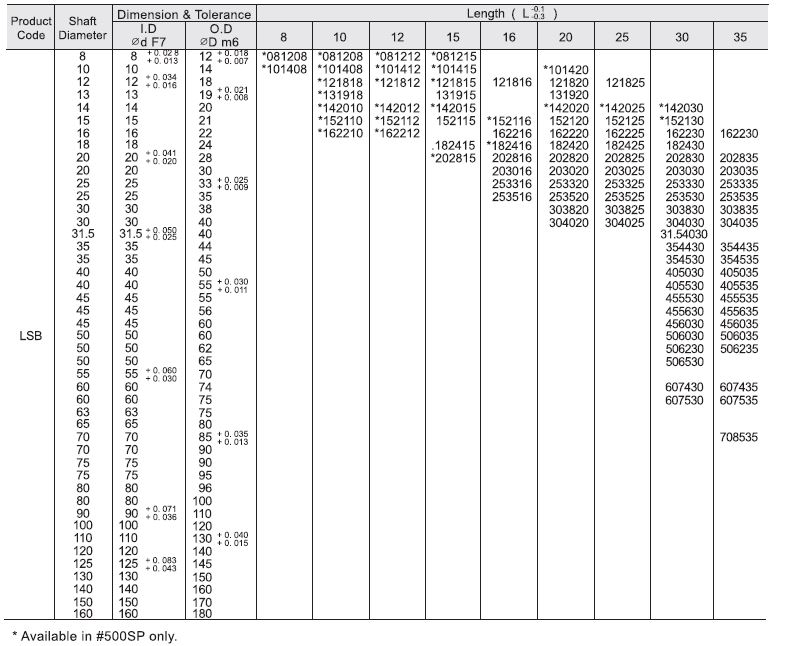 Product Code Shaft Diameter Dimension & Tolerance Length ( L -0.1 -0.3 )
I.D ⌀d F7 O.D ⌀D m6 8 10 12 15 16 20 25 30 35
8 8 +0.028 +0.013 12 +0.018 +0.007 *081208 *081208 *081212 *081215
10 10 14 *101408 *101408 *101412 *101415 *101420
12 12 +0.034 +0.016 18 *121818 *121812 *121815 121816 121820 121825
13 13 19 +0.021 +0.008 *131918 131915 131920
14 14 20 *142010 *142012 *142015 *142020 *142025 *142030
15 15 21 *152110 *152112 152115 *152116 152120 152125 *152130
16 16 22 *162210 *162212 162216 162220 162225 162230 162230
18 18 24 .182415 *182416 182420 182425 182430
20 20 +0.041 +0.020 28 *202815 202816 202820 202825 202830 202835
20 20 30 203016 203020 203025 203030 203035
25 25 33 +0.025 +0.009 253316 253320 253325 253330 253335
25 25 35 253516 253520 253525 253530 253535
30 30 38 303820 303825 303830 303835
30 30 40 304020 304025 304030 304035
31.5 31.5 +0.050 +0.025 40 31.54030
35 35 44 354430 354435
35 35 45 354530 354535
40 40 50 405030 405035
40 40 55 +0.030 +0.011 405530 405535
45 45 55 455530 455535
45 45 56 455630 455635
45 45 60 456030 456035
LSB 50 50 60 506030 506035
50 50 62 506230 506235
50 50 65 506530
55 55 +0.060 +0.030 70
60 60 74 607430 607435
60 60 75 607530 607535
63 63 75
65 65 80
70 70 85 +0.035 +0.013 708535
70 70 90
75 75 90
75 75 95
80 80 96
80 80 100
90 90 +0.071 +0.036 110
100 100 120
110 110 130 +0.040 +0.015
120 120 140
125 125 +0.083 +0.043 145
130 130 150
140 140 160
150 150 170
160 160 180
* Available in #500SP only.